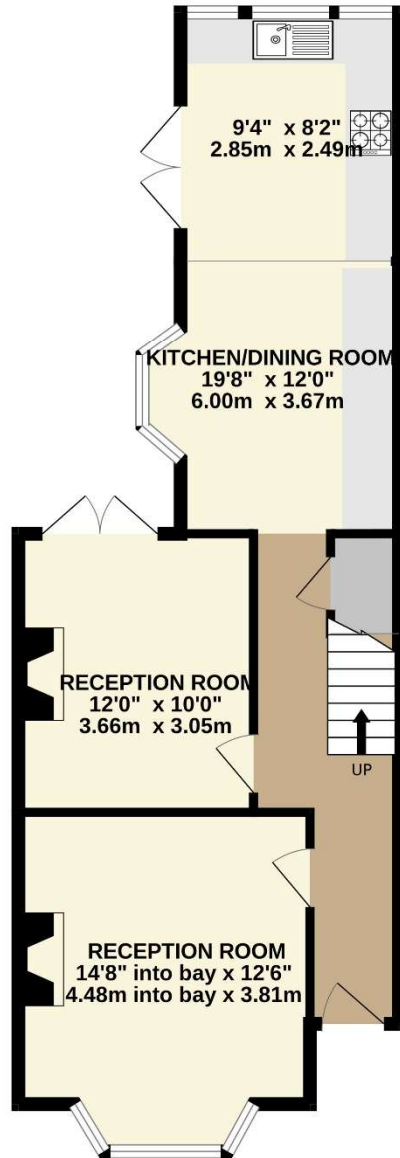 9'4" x 8'2"
2.85m x 2.49m
KITCHEN/DINING ROOM
19'8" x 12'0"
6.00m x 3.67m
RECEPTION ROOM
12'0" x 10'0"
3.66m x 3.05m
UP
RECEPTION ROOM
14'8" into bay x 12'6"
4.48m into bay x 3.81m